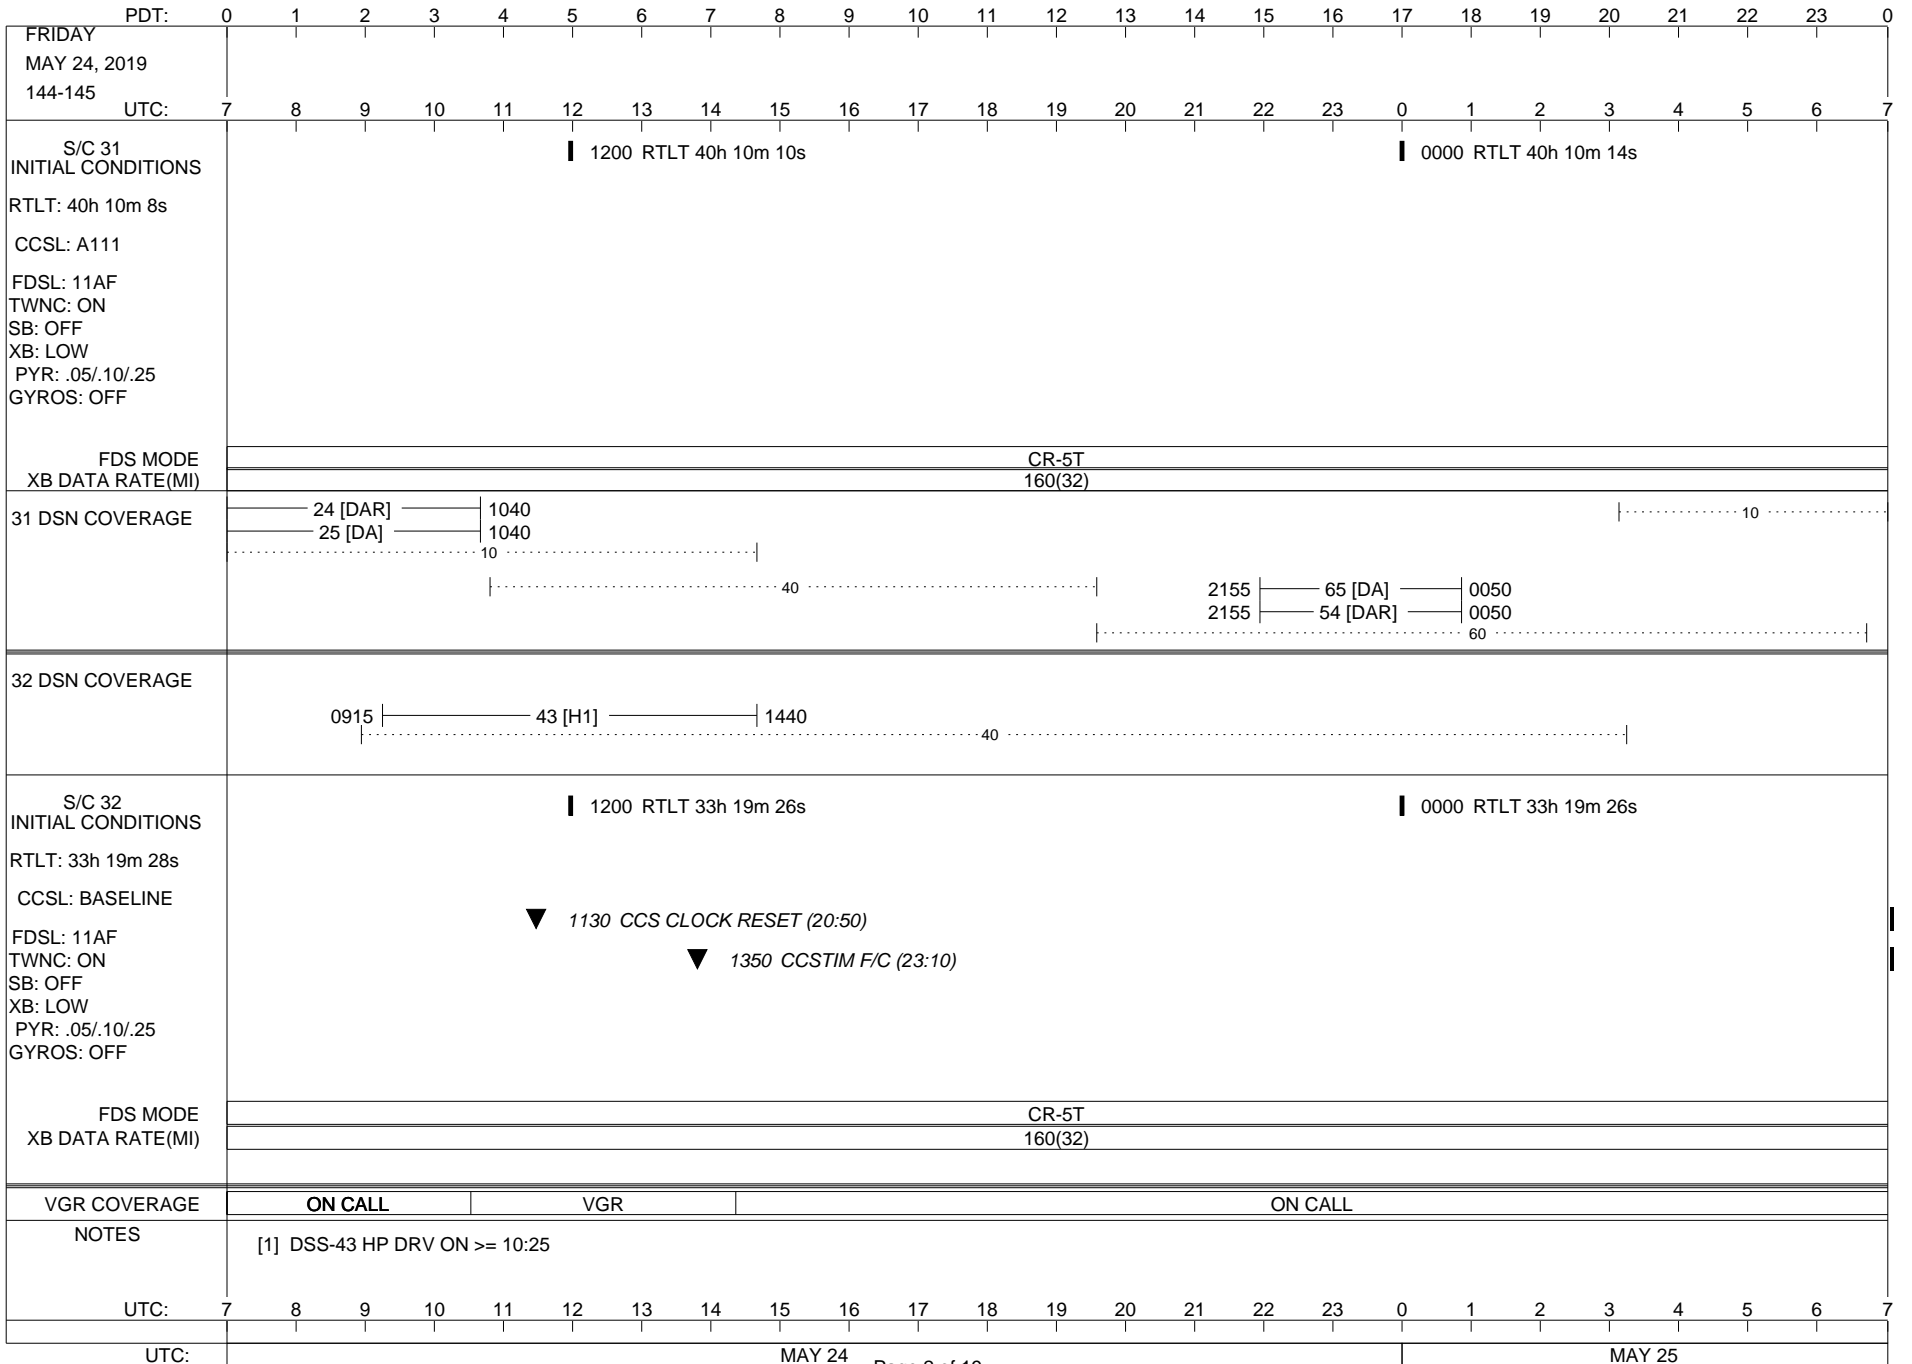 PDT: 0 1 2 3 4 5 6 7 8 9 10 11 12 13 14 15 16 17 18 19 20 21 22 23 0
FRIDAY
MAY 24, 2019
144-145
UTC: 7 8 9 10 11 12 13 14 15 16 17 18 19 20 21 22 23 0 1 2 3 4 5 6 7
S/C 31
INITIAL CONDITIONS
1200 RTLT 40h 10m 10s
0000 RTLT 40h 10m 14s
RTLT: 40h 10m 8s
CCSL: A111
FDSL: 11AF
TWNC: ON
SB: OFF
XB: LOW
PYR: .05/.10/.25
GYROS: OFF
FDS MODE CR-5T
XB DATA RATE(MI) 160(32)
31 DSN COVERAGE
24 [DAR] 1040
10
25 [DA] 1040
10
40
2155 65 [DA] 0050
2155 54 [DAR] 0050
60
32 DSN COVERAGE
0915 43 [H1] 1440
40
S/C 32
INITIAL CONDITIONS
1200 RTLT 33h 19m 26s
0000 RTLT 33h 19m 26s
RTLT: 33h 19m 28s
CCSL: BASELINE
1130 CCS CLOCK RESET (20:50)
FDSL: 11AF
TWNC: ON
1350 CCSTIM F/C (23:10)
SB: OFF
XB: LOW
PYR: .05/.10/.25
GYROS: OFF
FDS MODE CR-5T
XB DATA RATE(MI) 160(32)
VGR COVERAGE ON CALL VGR ON CALL
NOTES
[1] DSS-43 HP DRV ON >= 10:25
UTC: 7 8 9 10 11 12 13 14 15 16 17 18 19 20 21 22 23 0 1 2 3 4 5 6 7
UTC: MAY 24 MAY 25